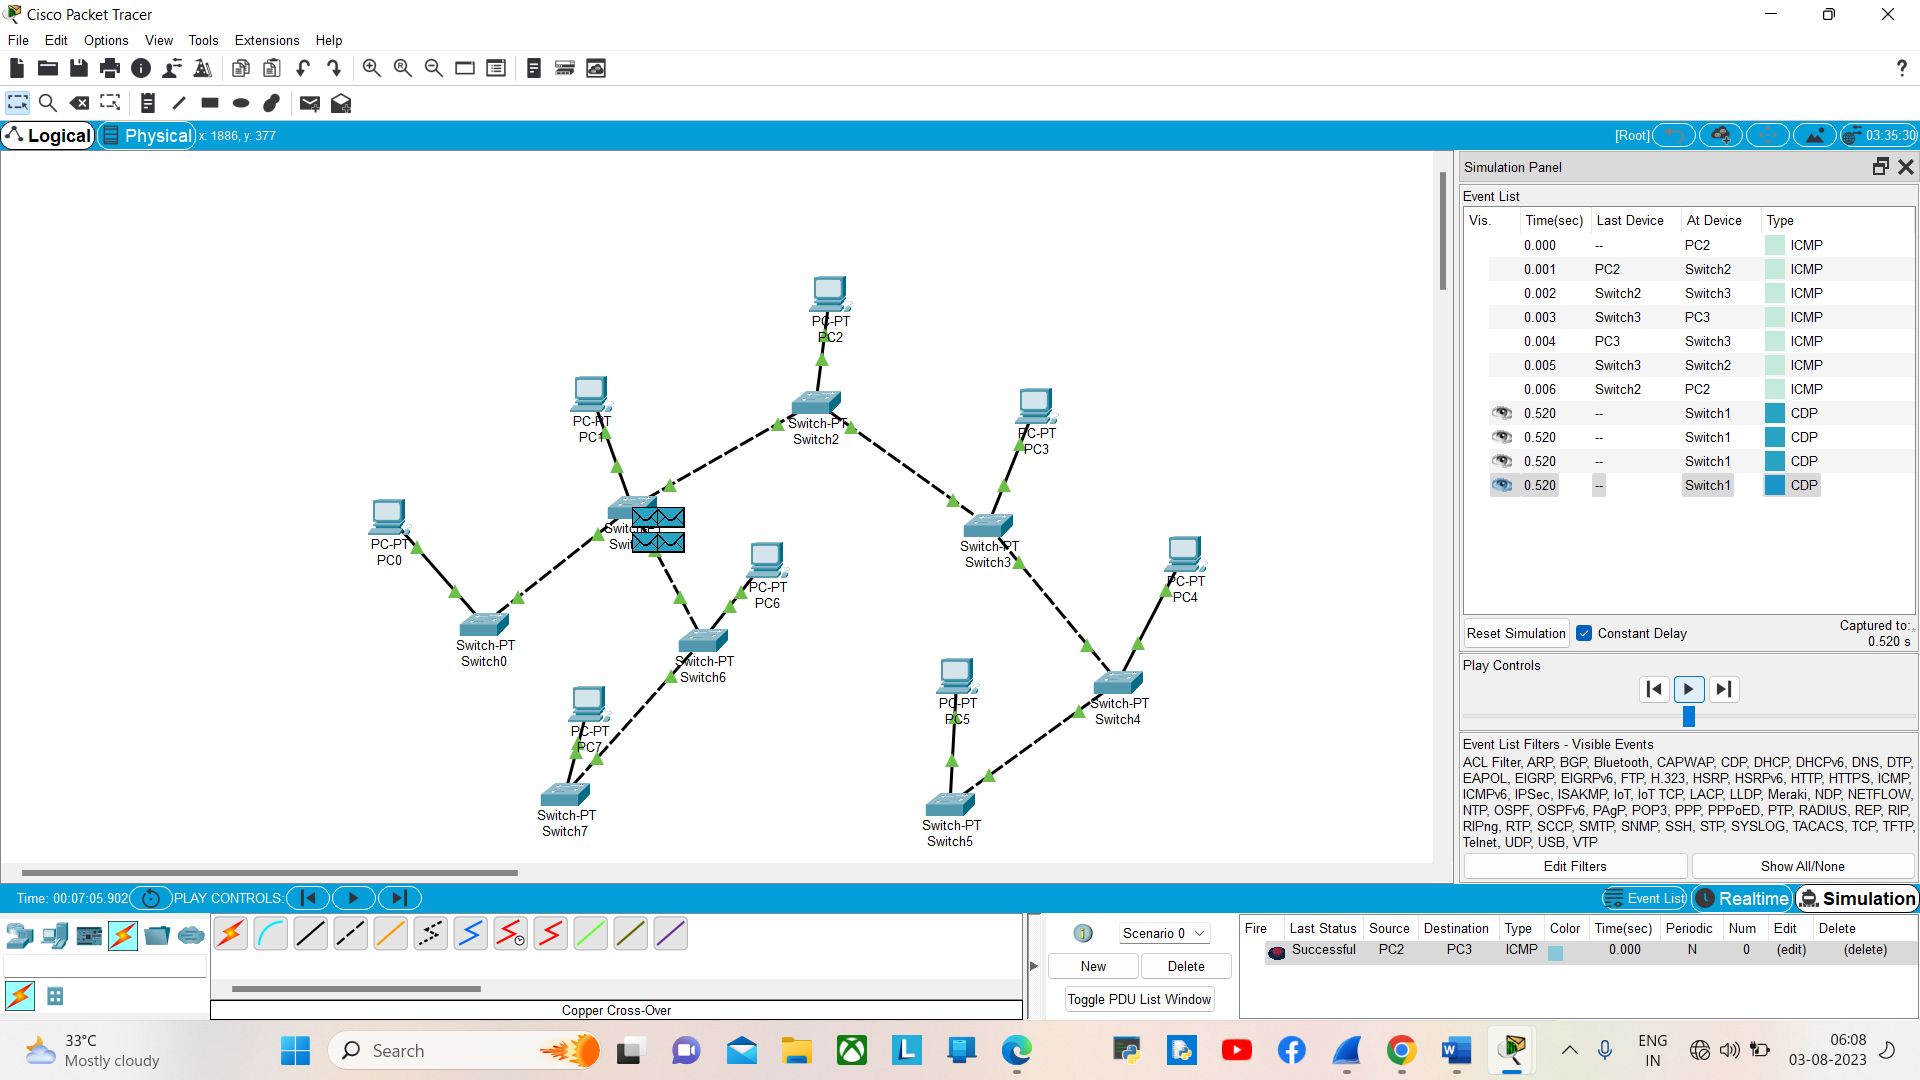 Cisco Packet Tracer
File Edit Options View Tools Extensions Help
Logical Physical x: 1886, y: 377 [Root] 03:35:30
PC-PT
PC2
PC-PT
PC1
Switch-PT
Switch2
PC-PT
PC3
PC-PT
PC0
Switch-PT
Switch3
PC-PT
PC6
PC-PT
PC4
Switch-PT
Switch0
Switch-PT
Switch6
PC-PT
PC7
PC-PT
PC5
Switch-PT
Switch4
Switch-PT
Switch7
Switch-PT
Switch5
Simulation Panel
Event List
Vis. Time(sec) Last Device At Device Type
0.000 -- PC2 ICMP
0.001 PC2 Switch2 ICMP
0.002 Switch2 Switch3 ICMP
0.003 Switch3 PC3 ICMP
0.004 PC3 Switch3 ICMP
0.005 Switch3 Switch2 ICMP
0.006 Switch2 PC2 ICMP
0.520 -- Switch1 CDP
0.520 -- Switch1 CDP
0.520 -- Switch1 CDP
0.520 -- Switch1 CDP
Reset Simulation Constant Delay Captured to:
0.520 s
Play Controls
Event List Filters - Visible Events
ACL Filter, ARP, BGP, Bluetooth, CAPWAP, CDP, DHCP, DHCPv6, DNS, DTP,
EAPOL, EIGRP, EIGRPv6, FTP, H.323, HSRP, HSRPv6, HTTP, HTTPS, ICMP,
ICMPv6, IPSec, ISAKMP, IoT, IoT TCP, LACP, LLDP, Meraki, NDP, NETFLOW,
NTP, OSPF, OSPFv6, PAgP, POP3, PPP, PPPoED, PTP, RADIUS, REP, RIP,
RIPng, RTP, SCCP, SMTP, SNMP, SSH, STP, SYSLOG, TACACS, TCP, TFTP,
Telnet, UDP, USB, VTP
Edit Filters Show All/None
Time: 00:07:05.902 PLAY CONTROLS: Event List Realtime Simulation
Scenario 0
New Delete
Toggle PDU List Window
Fire Last Status Source Destination Type Color Time(sec) Periodic Num Edit Delete
Successful PC2 PC3 ICMP 0.000 N 0 (edit) (delete)
Copper Cross-Over
33°C
Mostly cloudy
Search
ENG
IN
06:08
03-08-2023